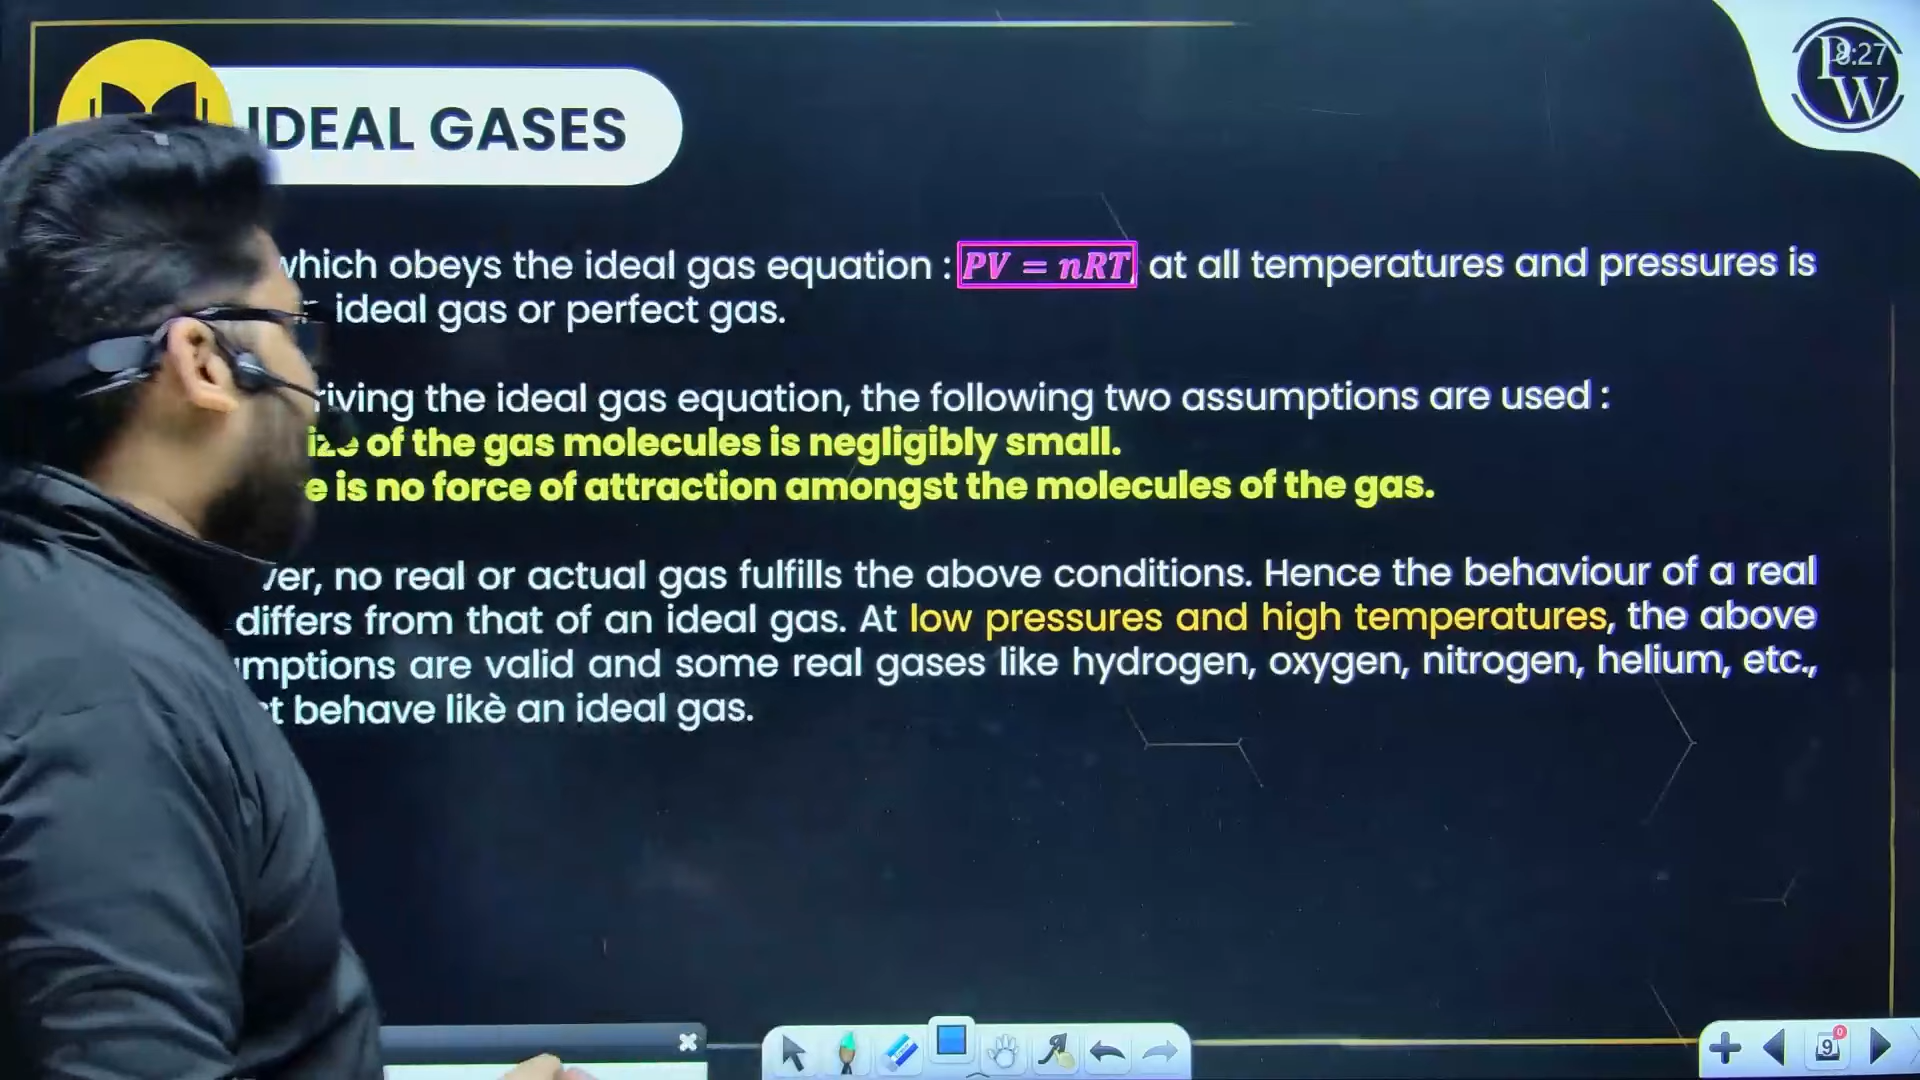 IDEAL GASES
8:27
PW
which obeys the ideal gas equation : PV = nRT at all temperatures and pressures is
ideal gas or perfect gas.
the ideal gas equation, the following two assumptions are used :
of the gas molecules is negligibly small.
is no force of attraction amongst the molecules of the gas.
no real or actual gas fulfills the above conditions. Hence the behaviour of a real
differs from that of an ideal gas. At low pressures and high temperatures, the above
are valid and some real gases like hydrogen, oxygen, nitrogen, helium, etc.,
behave likè an ideal gas.
9
0